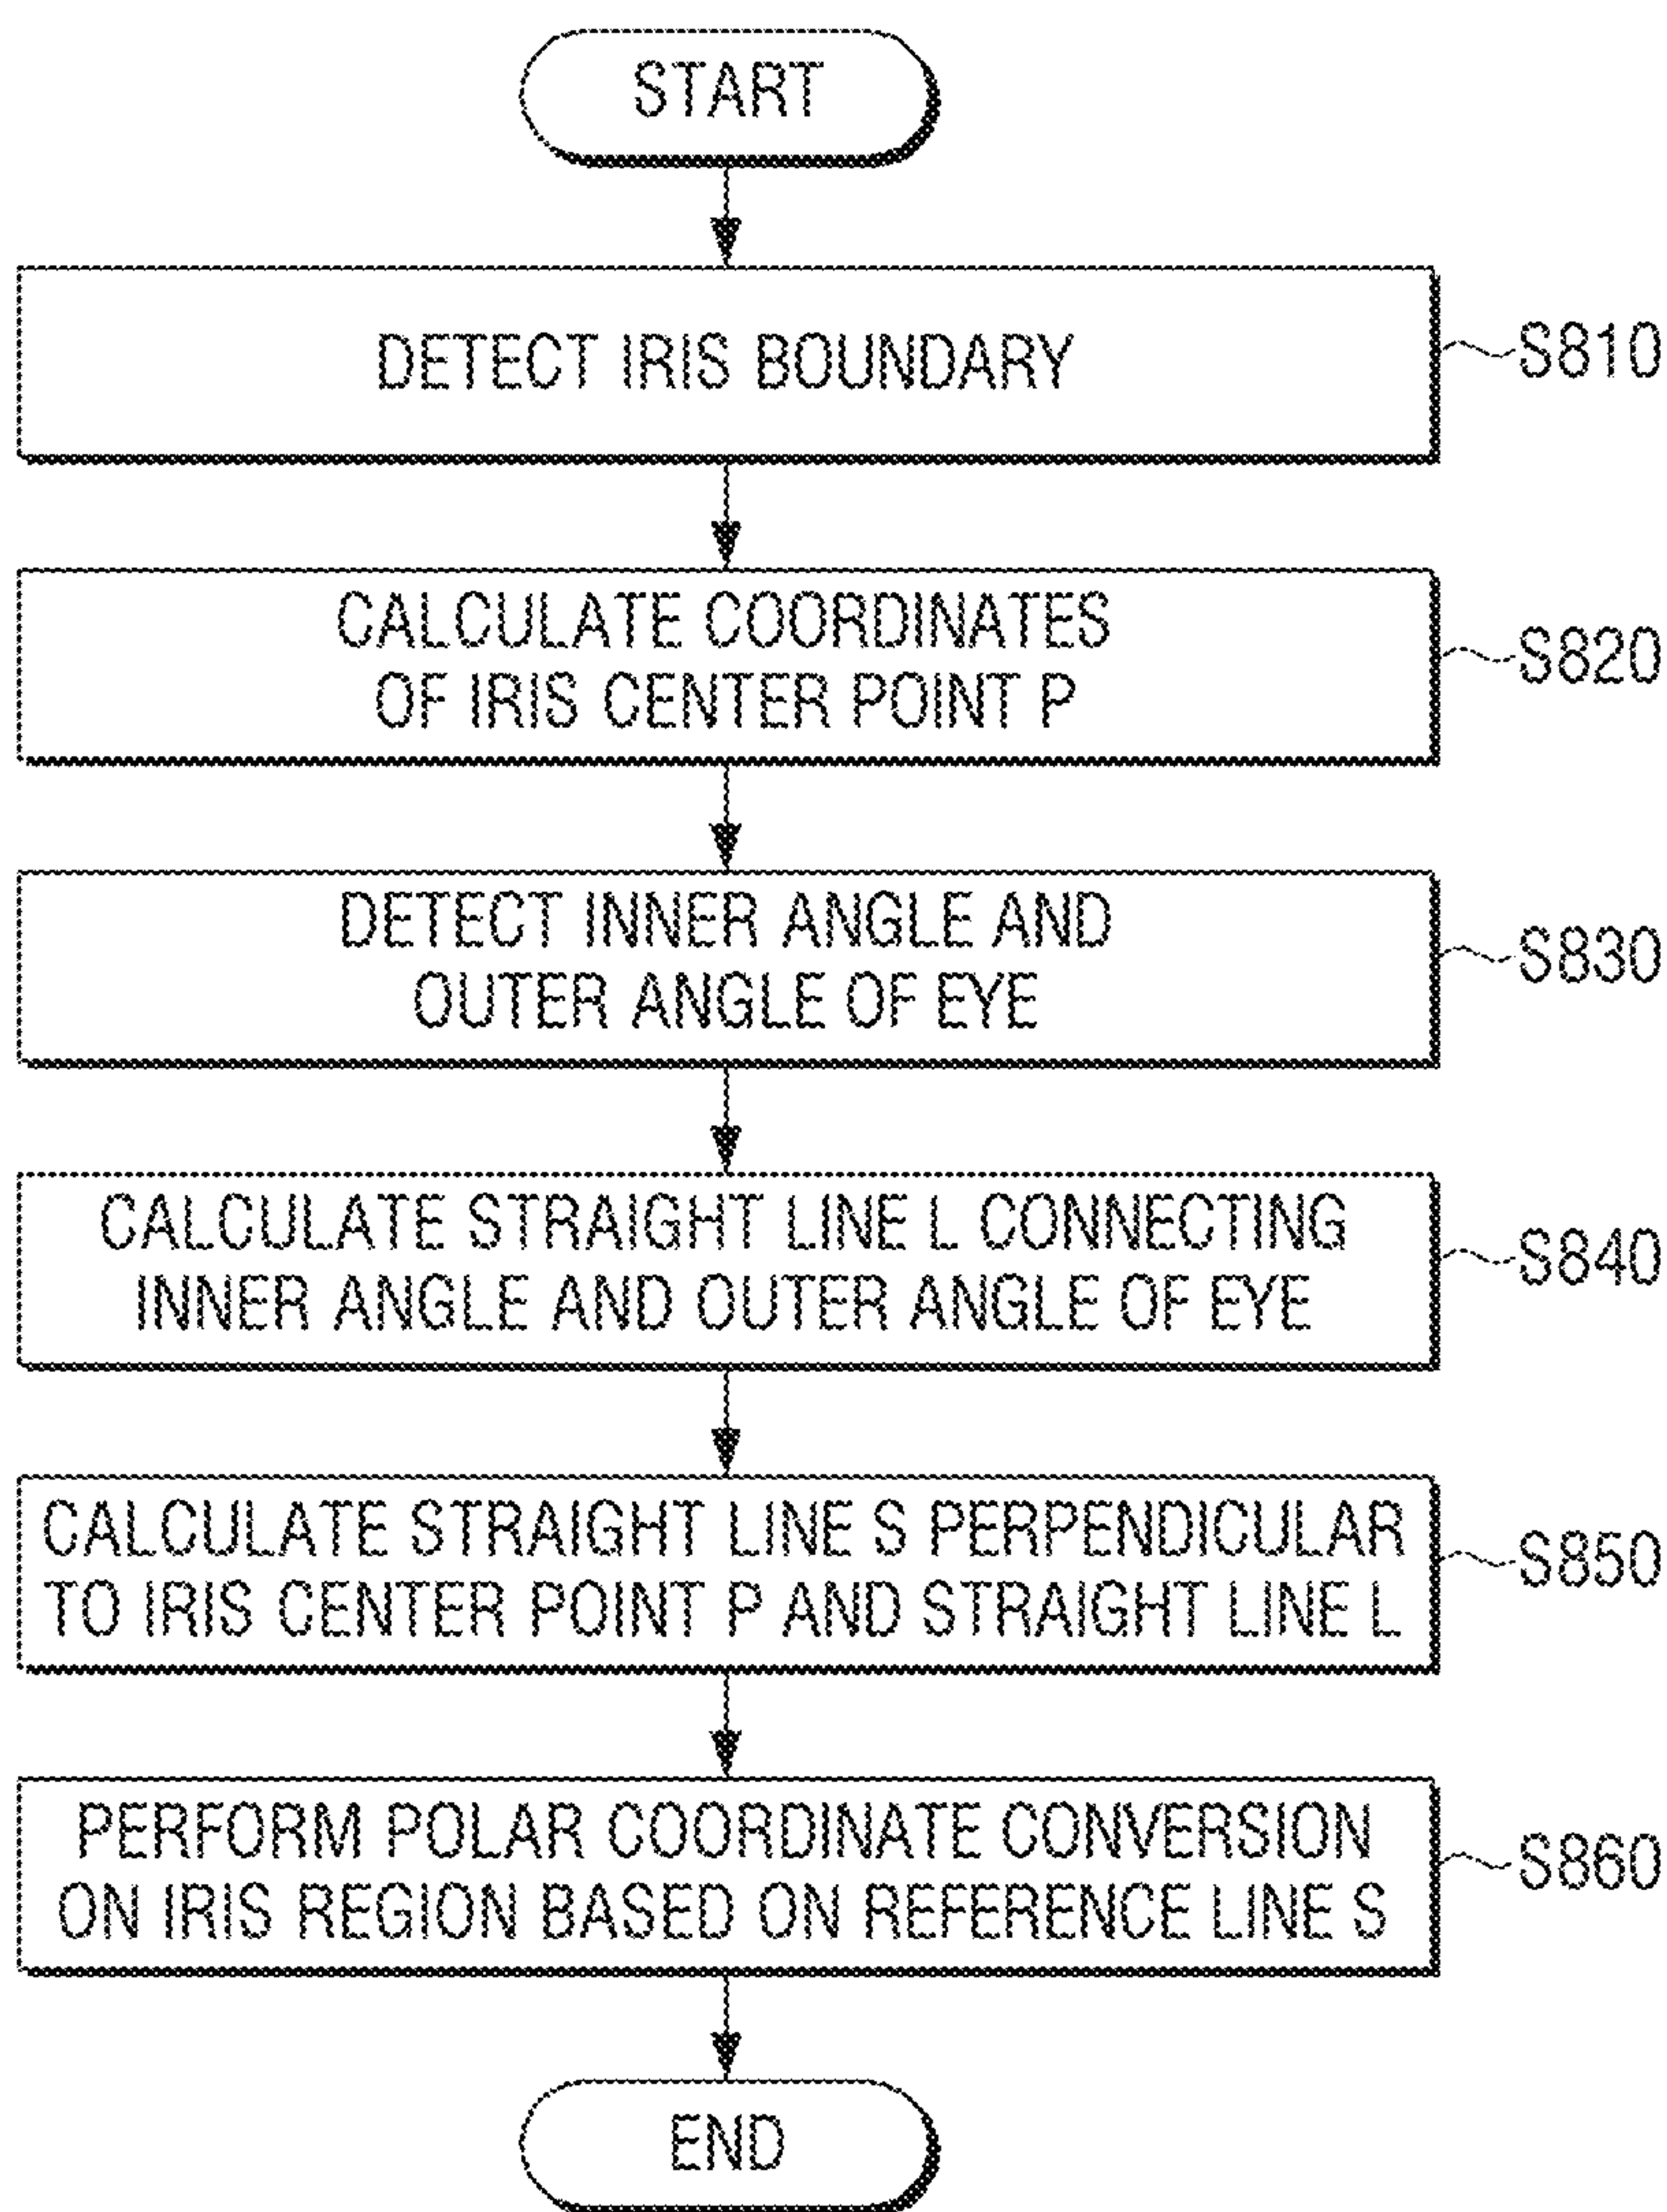 START
DETECT IRIS BOUNDARY
S810
CALCULATE COORDINATES
OF IRIS CENTER POINT P
S820
DETECT INNER ANGLE AND
OUTER ANGLE OF EYE
S830
CALCULATE STRAIGHT LINE L CONNECTING
INNER ANGLE AND OUTER ANGLE OF EYE
S840
CALCULATE STRAIGHT LINE S PERPENDICULAR
TO IRIS CENTER POINT P AND STRAIGHT LINE L
S850
PERFORM POLAR COORDINATE CONVERSION
ON IRIS REGION BASED ON REFERENCE LINE S
S860
END